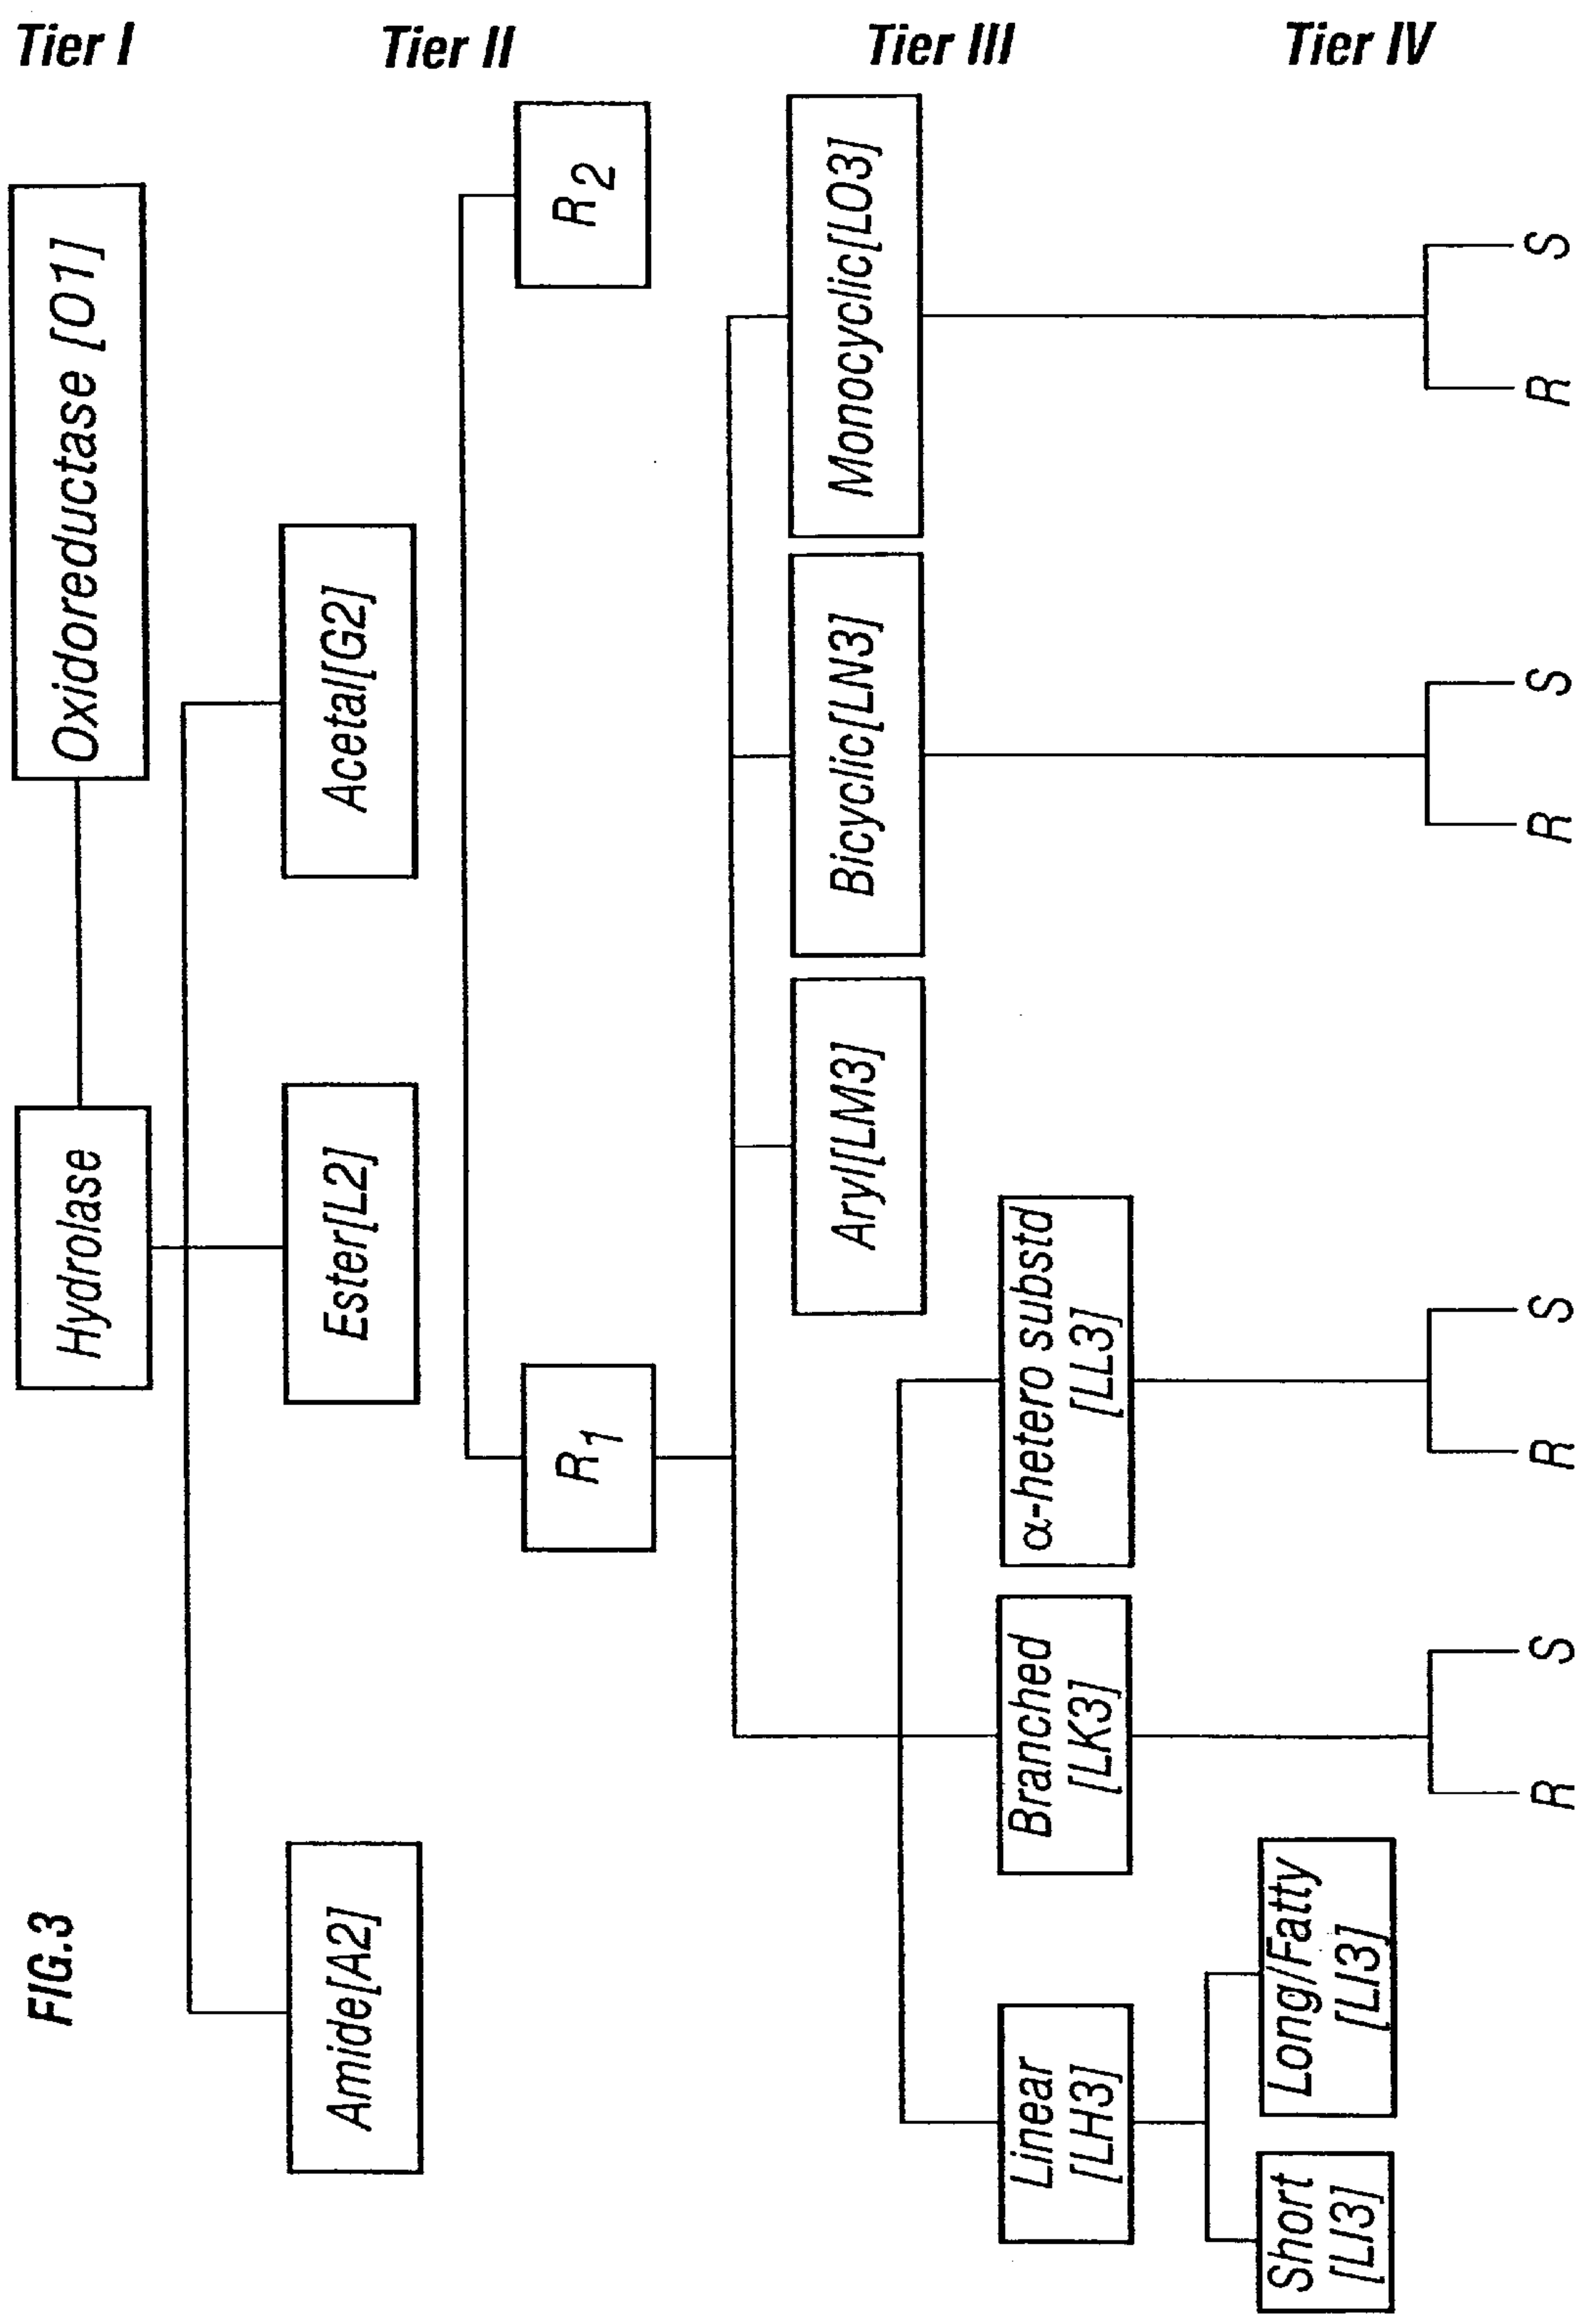 FIG.3
Tier I
Hydrolase
Oxidoreductase [O1]
Tier II
Amide[A2]
Ester[L2]
Acetal[G2]
R1
R2
Tier III
Aryl[LM3]
Bicyclic[LN3]
Monocyclic[LO3]
Linear
[LH3]
Branched
[LK3]
α-hetero substd
[LL3]
Tier IV
Short
[LI3]
Long/Fatty
[LI3]
R S R S R S R S